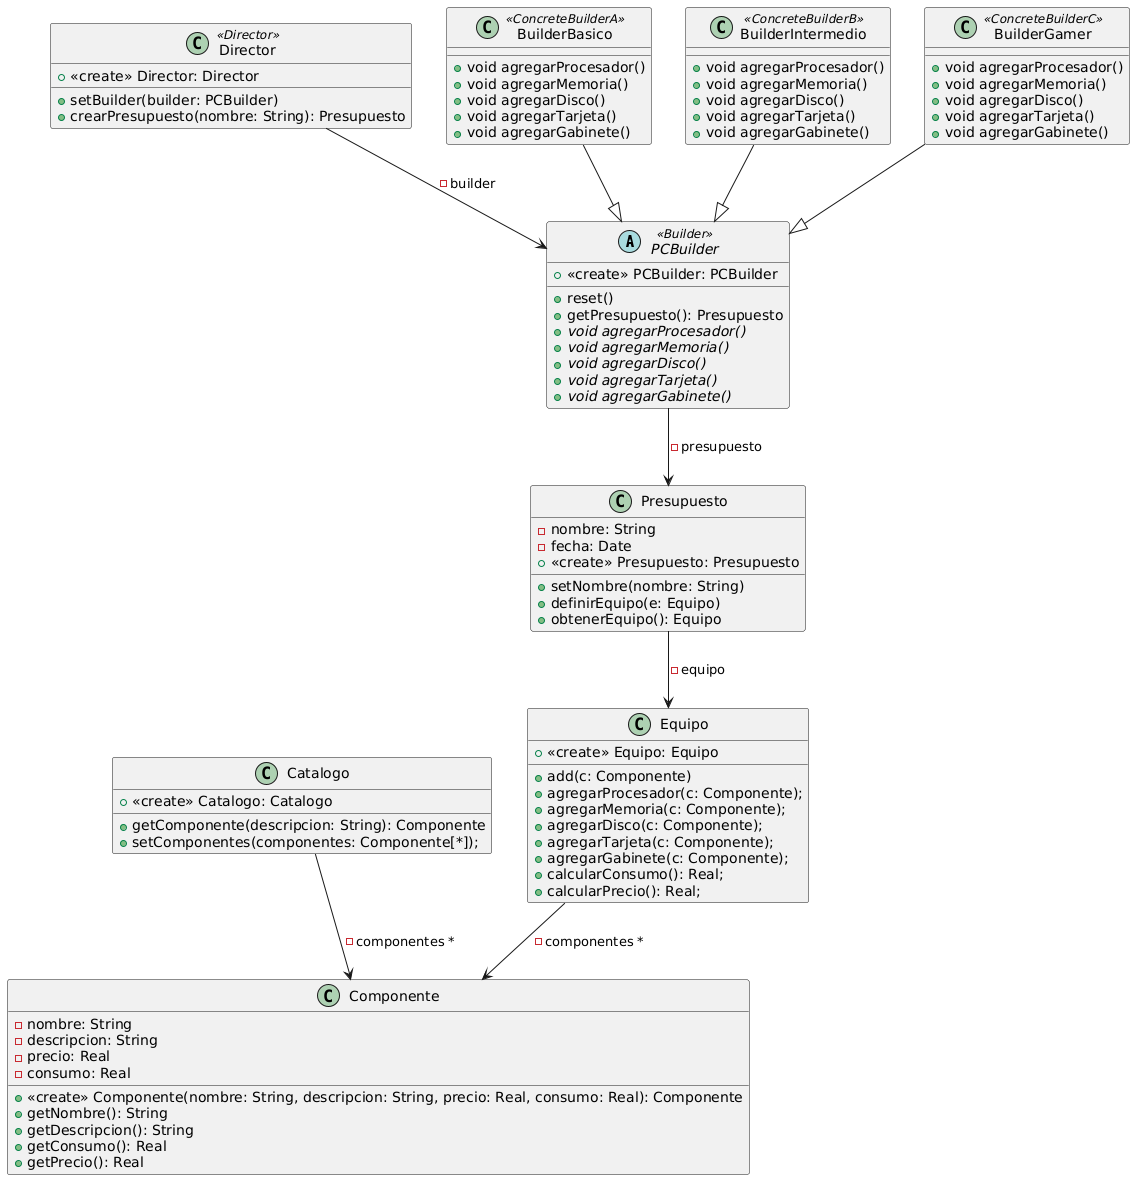 C «Director»
Director
«create» Director: Director
setBuilder(builder: PCBuilder)
crearPresupuesto(nombre: String): Presupuesto
C «ConcreteBuilderA»
BuilderBasico
void agregarProcesador()
void agregarMemoria()
void agregarDisco()
void agregarTarjeta()
void agregarGabinete()
C «ConcreteBuilderB»
BuilderIntermedio
void agregarProcesador()
void agregarMemoria()
void agregarDisco()
void agregarTarjeta()
void agregarGabinete()
C «ConcreteBuilderC»
BuilderGamer
void agregarProcesador()
void agregarMemoria()
void agregarDisco()
void agregarTarjeta()
void agregarGabinete()
builder
A «Builder»
PCBuilder
«create» PCBuilder: PCBuilder
reset()
getPresupuesto(): Presupuesto
void agregarProcesador()
void agregarMemoria()
void agregarDisco()
void agregarTarjeta()
void agregarGabinete()
presupuesto
C Presupuesto
nombre: String
fecha: Date
«create» Presupuesto: Presupuesto
setNombre(nombre: String)
definirEquipo(e: Equipo)
obtenerEquipo(): Equipo
equipo
C Equipo
«create» Equipo: Equipo
add(c: Componente)
agregarProcesador(c: Componente);
agregarMemoria(c: Componente);
agregarDisco(c: Componente);
agregarTarjeta(c: Componente);
agregarGabinete(c: Componente);
calcularConsumo(): Real;
calcularPrecio(): Real;
C Catalogo
«create» Catalogo: Catalogo
getComponente(descripcion: String): Componente
setComponentes(componentes: Componente[*]);
componentes *
componentes *
C Componente
nombre: String
descripcion: String
precio: Real
consumo: Real
«create» Componente(nombre: String, descripcion: String, precio: Real, consumo: Real): Componente
getNombre(): String
getDescripcion(): String
getConsumo(): Real
getPrecio(): Real